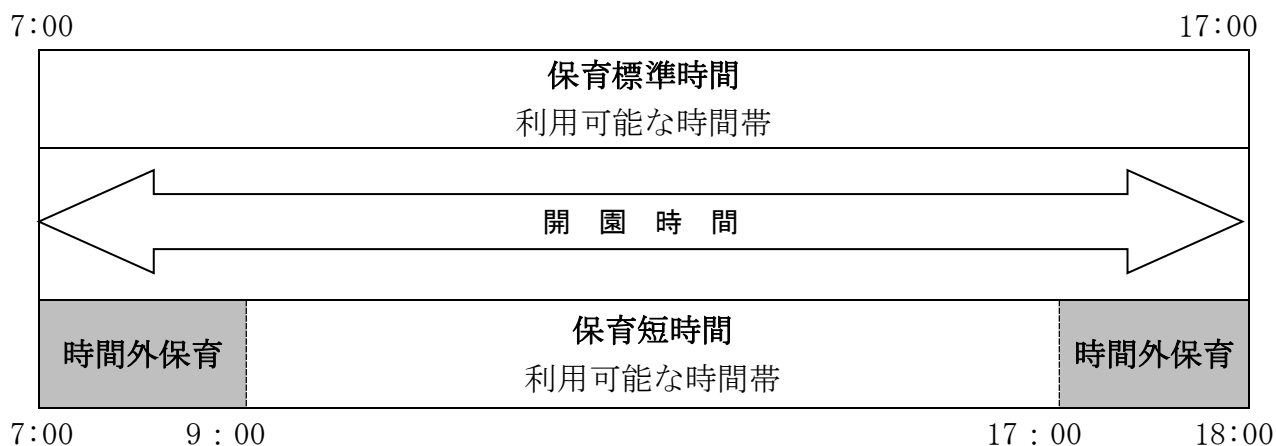 7:00 17:00
保育標準時間
利用可能な時間帯
開 園 時 間
時間外保育
保育短時間
利用可能な時間帯
時間外保育
7:00 9:00 17:00 18:00